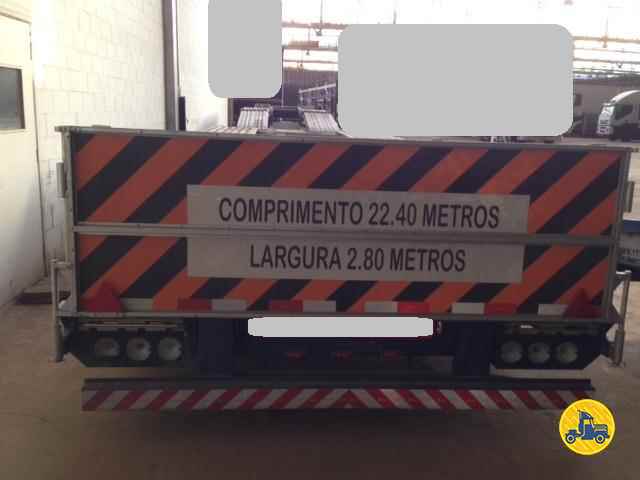 COMPRIMENTO 22.40 METROS
LARGURA 2.80 METROS